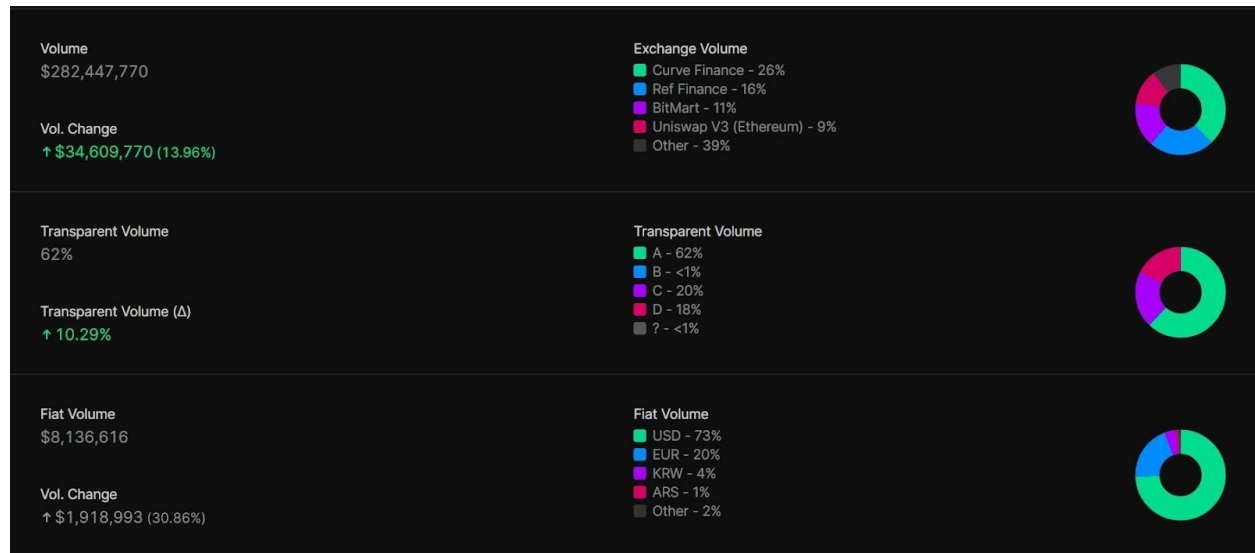 Volume
$282,447,770
Vol. Change
↑ $34,609,770 (13.96%)
Exchange Volume
Curve Finance - 26%
Ref Finance - 16%
BitMart - 11%
Uniswap V3 (Ethereum) - 9%
Other - 39%
Transparent Volume
62%
Transparent Volume (Δ)
↑ 10.29%
Transparent Volume
A - 62%
B - <1%
C - 20%
D - 18%
? - <1%
Fiat Volume
$8,136,616
Vol. Change
↑ $1,918,993 (30.86%)
Fiat Volume
USD - 73%
EUR - 20%
KRW - 4%
ARS - 1%
Other - 2%